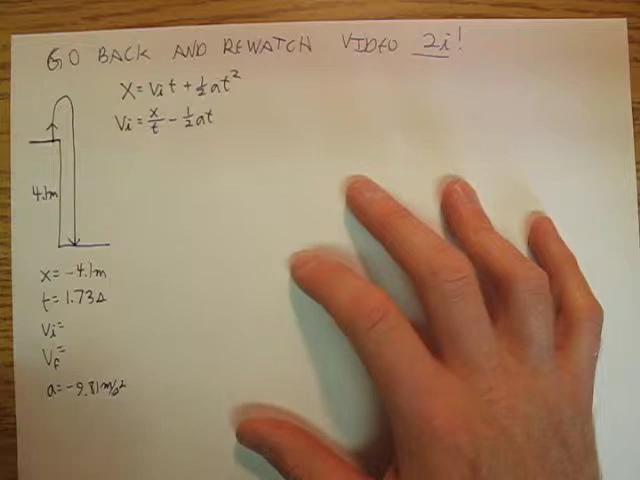 GO BACK AND REWATCH VIDEO 2i!
x = vit + ½at²
Vi = x/t - ½at
4.1m
x = -4.1m
t = 1.73s
Vi =
Vf =
a = -9.81m/s²